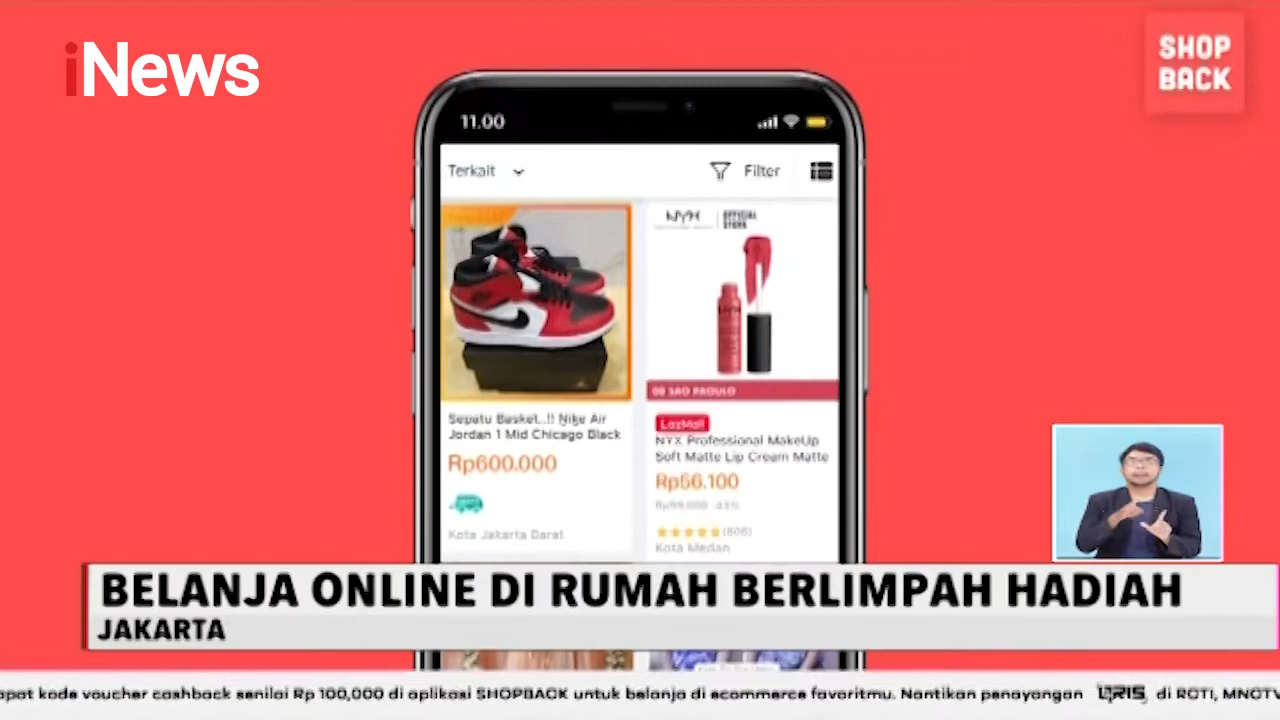 iNews
SHOP
BACK
11.00
Terkait
Filter
NYX
OFFICIAL
STORE
Sepatu Basket..!! Nike Air
Jordan 1 Mid Chicago Black
Rp600.000
Kota Jakarta Barat
LazMall
NYX Professional MakeUp
Soft Matte Lip Cream Matte
Rp56.100
(606)
Kota Medan
BELANJA ONLINE DI RUMAH BERLIMPAH HADIAH
JAKARTA
apat kode voucher cashback senilai Rp 100,000 di aplikasi SHOPBACK untuk belanja di ecommerce favoritmu. Nantikan penayangan di RCTI, MNCTV